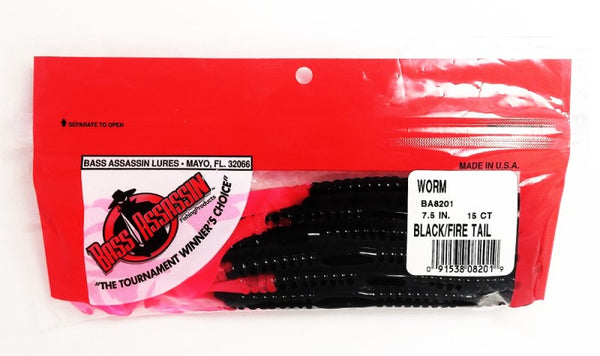 SEPARATE TO OPEN
BASS ASSASSIN LURES • MAYO, FL. 32066
MADE IN U.S.A.
BASS ASSASSIN
Fishing Products
"THE TOURNAMENT WINNER'S CHOICE"
WORM
BA8201
7.5 IN. 15 CT
BLACK/FIRE TAIL
0 91538 08201 9